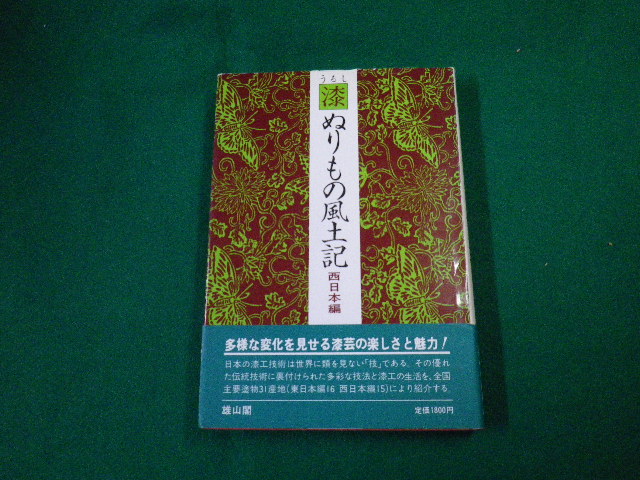 うるし
漆
ぬりもの風土記
西日本編
多様な変化を見せる漆芸の楽しさと魅力！
日本の漆工技術は世界に類を見ない「技」である。その優れ
た伝統技術に裏付けられた多彩な技法と漆工の生活を、全国
主要塗物31産地(東日本編16 西日本編15)により紹介する。
雄山閣
定価1800円